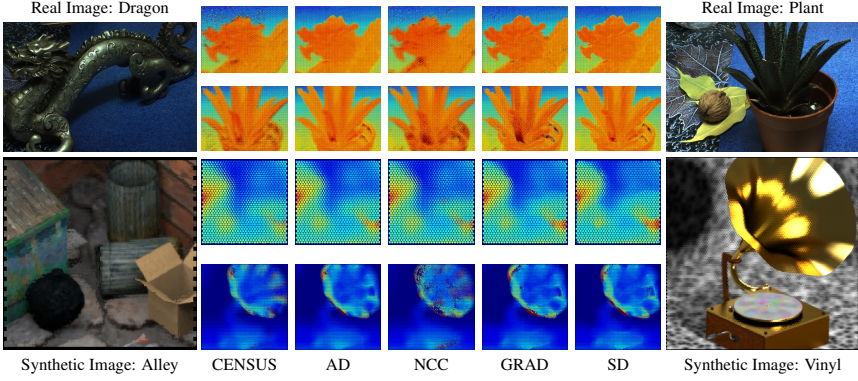 Real Image: Dragon
Real Image: Plant
Synthetic Image: Alley
CENSUS
AD
NCC
GRAD
SD
Synthetic Image: Vinyl